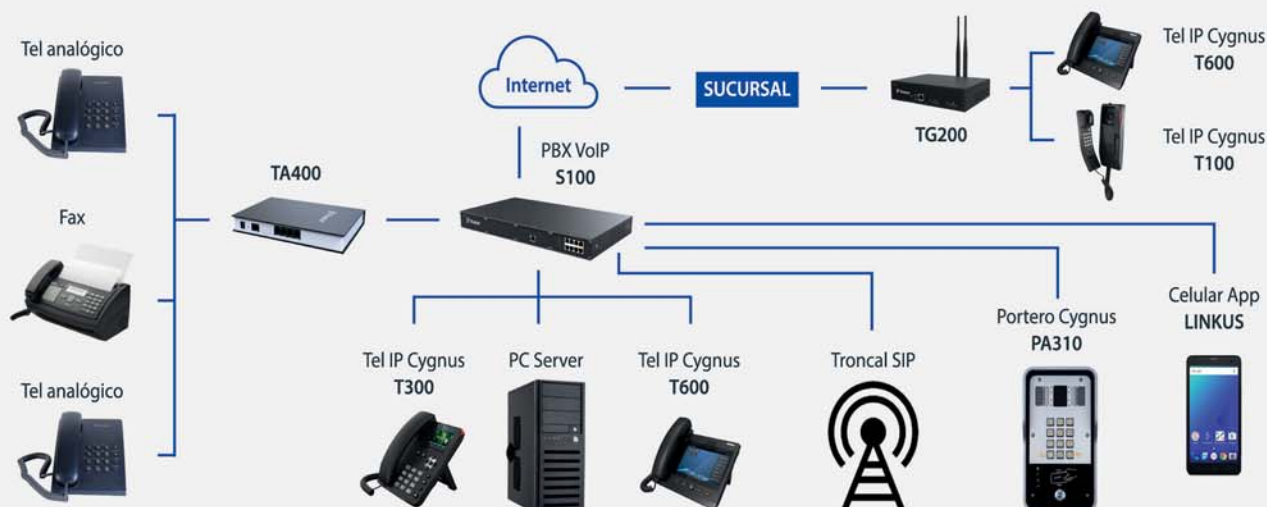 Tel analógico
Internet
SUCURSAL
TG200
Tel IP Cygnus
T600
Tel IP Cygnus
T100
TA400
PBX VoIP
S100
Fax
Tel analógico
Tel IP Cygnus
T300
PC Server
Tel IP Cygnus
T600
Troncal SIP
Portero Cygnus
PA310
Celular App
LINKUS